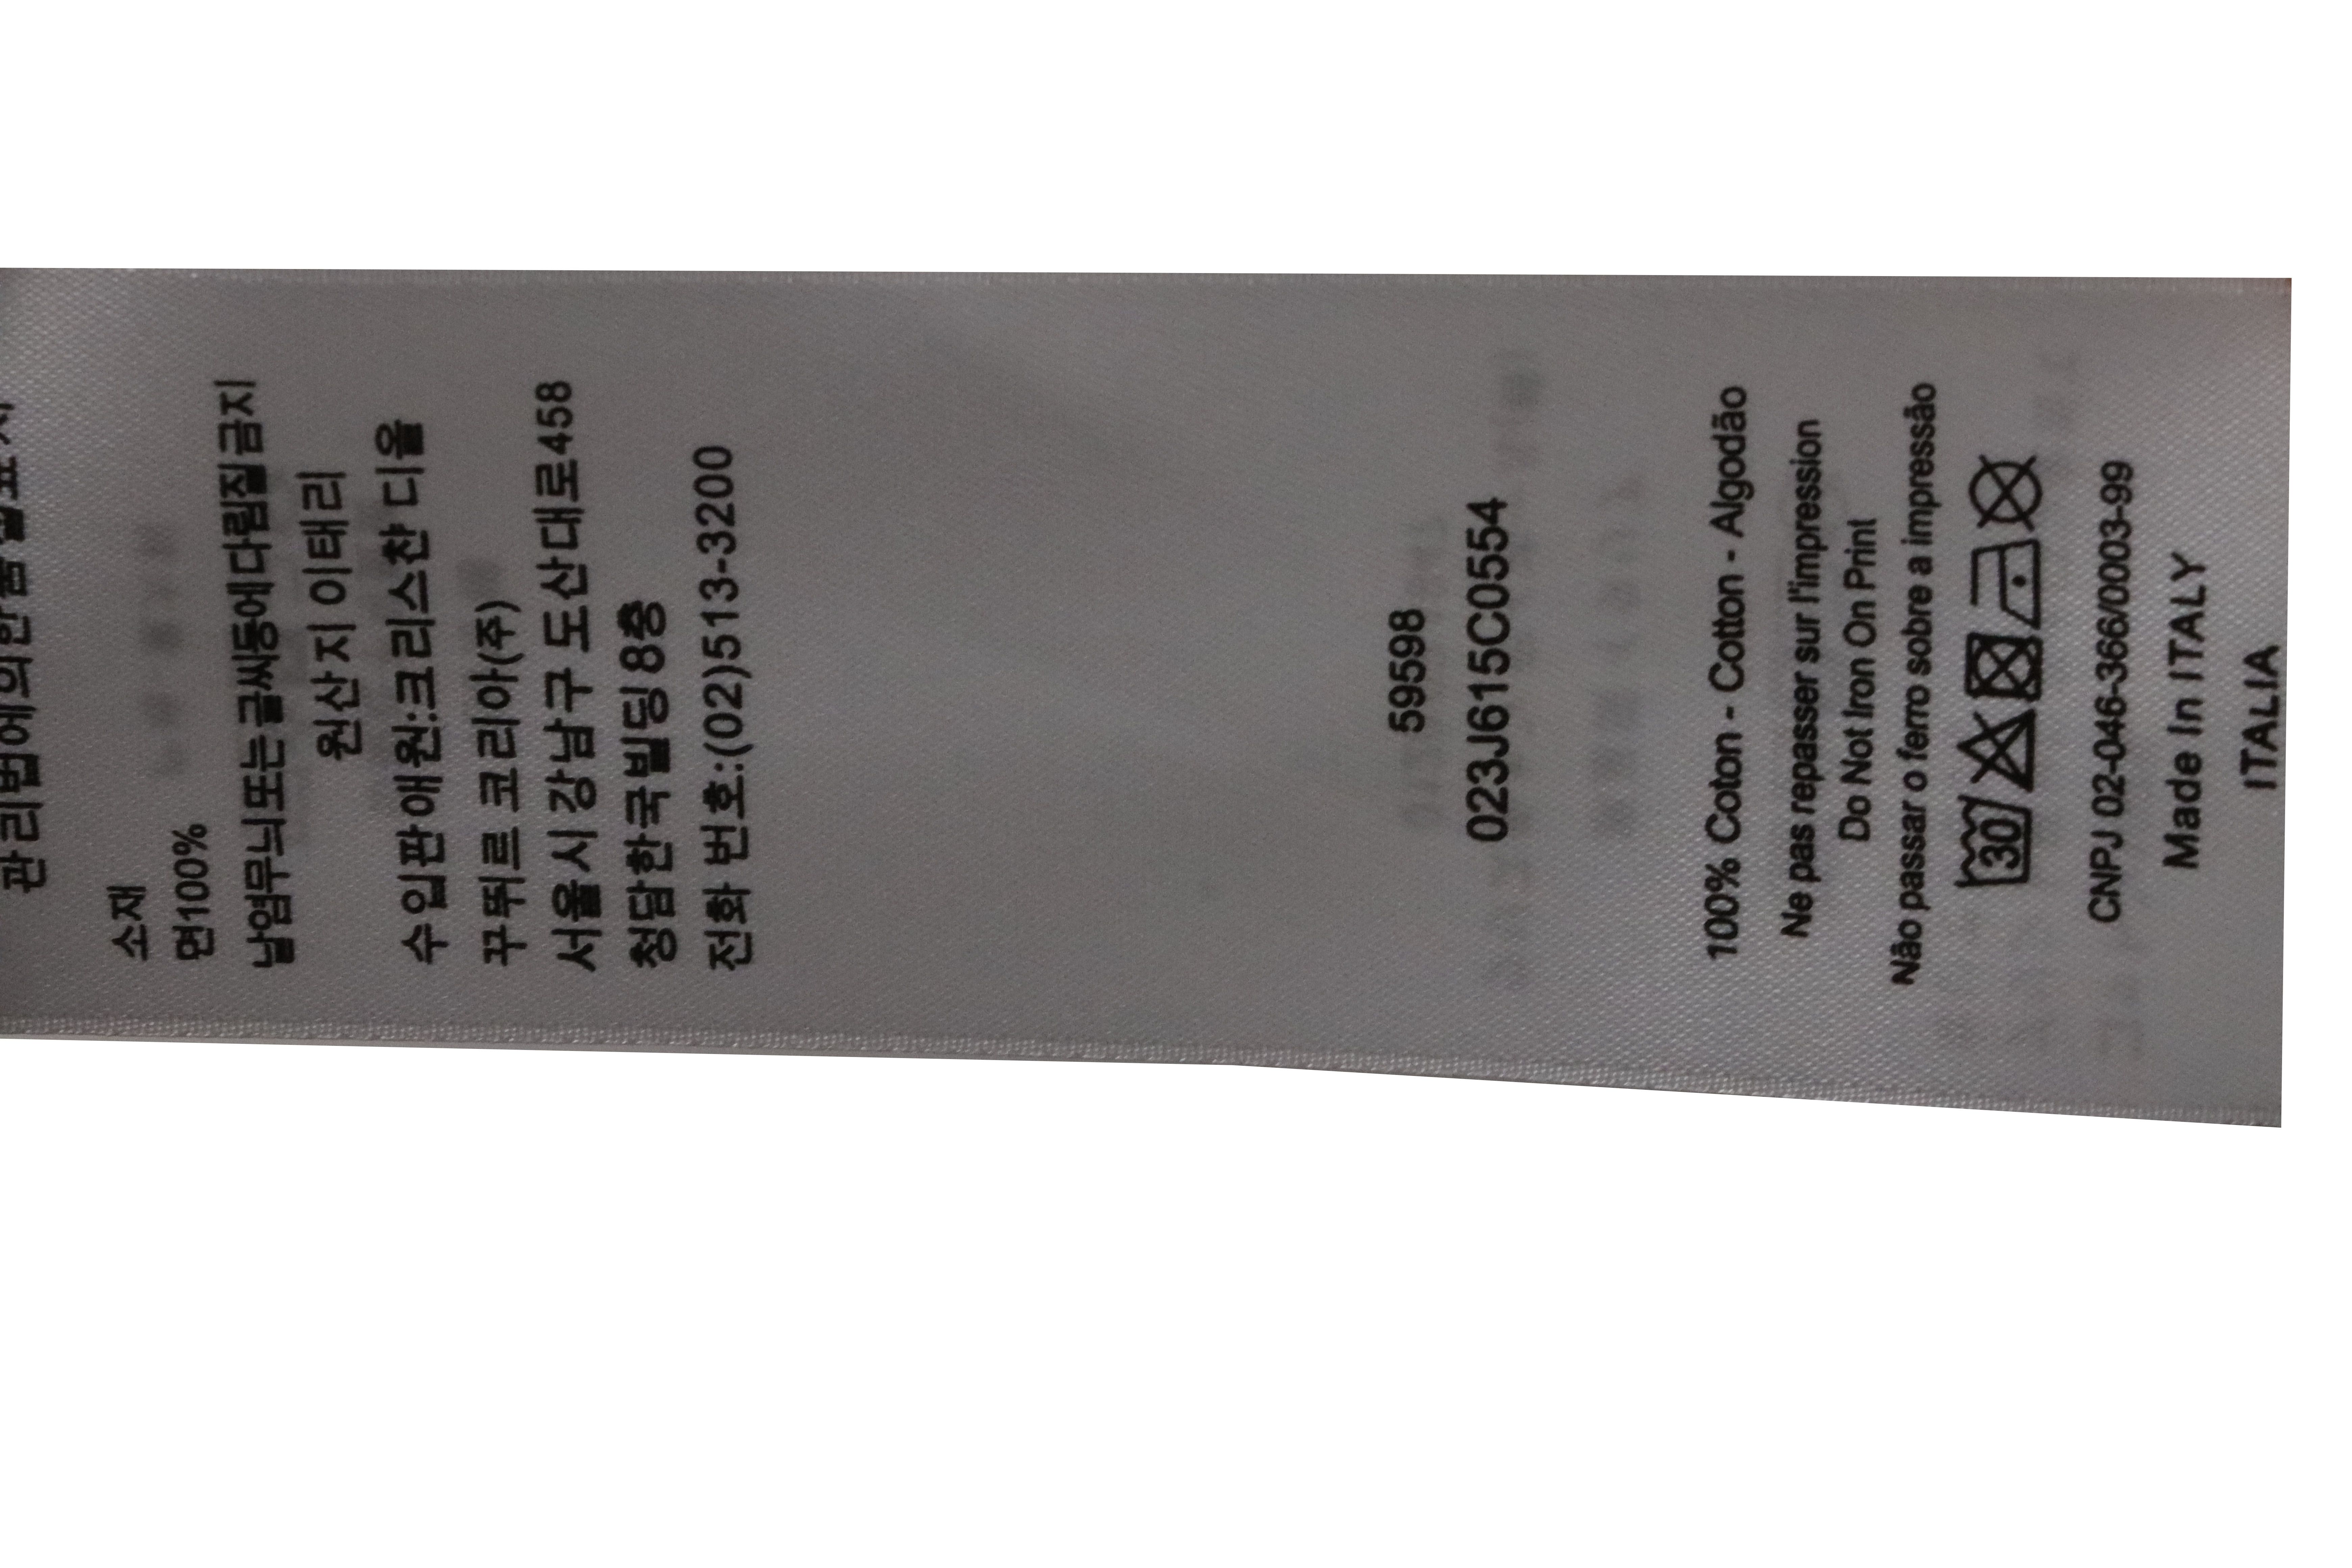 관리법에의한품질표시
소재
면100%
날염무늬또는글씨등에다림질금지
원산지 이태리
수입판애원:크리스챤 디올
꾸뛰르 코리아(주)
서울시 강남구 도산대로458
청담한국빌딩 8층
전화 번호:(02)513-3200
59598
023J615C0554
100% Coton - Cotton - Algodão
Ne pas repasser sur l'impression
Do Not Iron On Print
Não passar o ferro sobre a impressão
30
CNPJ 02-046-366/0003-99
Made In ITALY
ITALIA